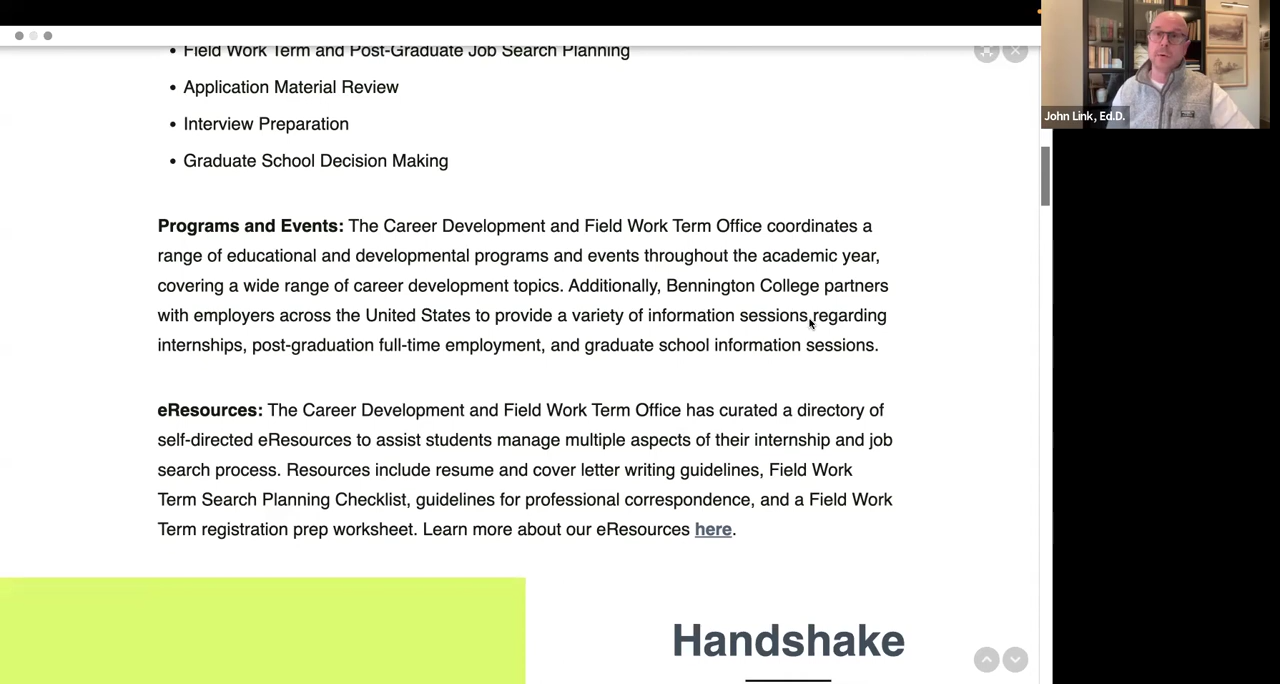 • Field Work Term and Post-Graduate Job Search Planning
• Application Material Review
• Interview Preparation
• Graduate School Decision Making
Programs and Events: The Career Development and Field Work Term Office coordinates a
range of educational and developmental programs and events throughout the academic year,
covering a wide range of career development topics. Additionally, Bennington College partners
with employers across the United States to provide a variety of information sessions regarding
internships, post-graduation full-time employment, and graduate school information sessions.
eResources: The Career Development and Field Work Term Office has curated a directory of
self-directed eResources to assist students manage multiple aspects of their internship and job
search process. Resources include resume and cover letter writing guidelines, Field Work
Term Search Planning Checklist, guidelines for professional correspondence, and a Field Work
Term registration prep worksheet. Learn more about our eResources here.
Handshake
John Link, Ed.D.